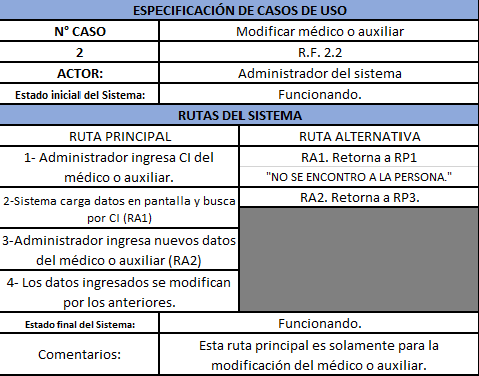 ESPECIFICACIÓN DE CASOS DE USO
N° CASO
Modificar médico o auxiliar
2
R.F. 2.2
ACTOR:
Administrador del sistema
Estado inicial del Sistema:
Funcionando.
RUTAS DEL SISTEMA
RUTA PRINCIPAL
RUTA ALTERNATIVA
1- Administrador ingresa CI del
médico o auxiliar.
RA1. Retorna a RP1
"NO SE ENCONTRO A LA PERSONA."
2-Sistema carga datos en pantalla y busca
por CI (RA1)
RA2. Retorna a RP3.
3-Administrador ingresa nuevos datos
del médico o auxiliar (RA2)
4- Los datos ingresados se modifican
por los anteriores.
Estado final del Sistema:
Funcionando.
Comentarios:
Esta ruta principal es solamente para la
modificación del médico o auxiliar.